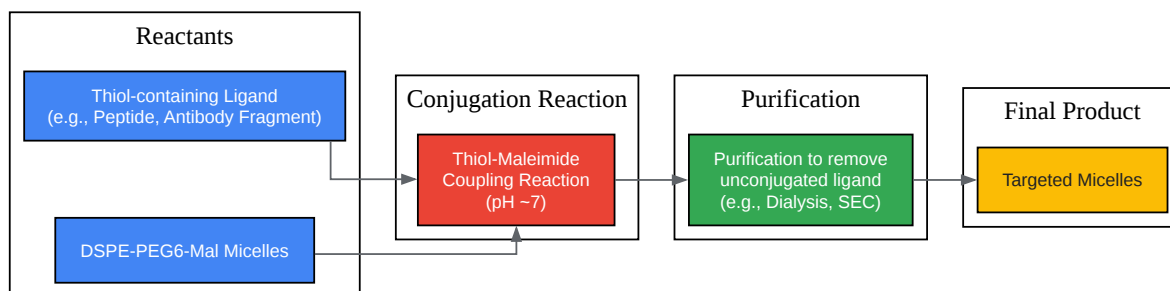 Reactants
Thiol-containing Ligand
(e.g., Peptide, Antibody Fragment)
DSPE-PEG6-Mal Micelles
Conjugation Reaction
Thiol-Maleimide
Coupling Reaction
(pH ~7)
Purification
Purification to remove
unconjugated ligand
(e.g., Dialysis, SEC)
Final Product
Targeted Micelles